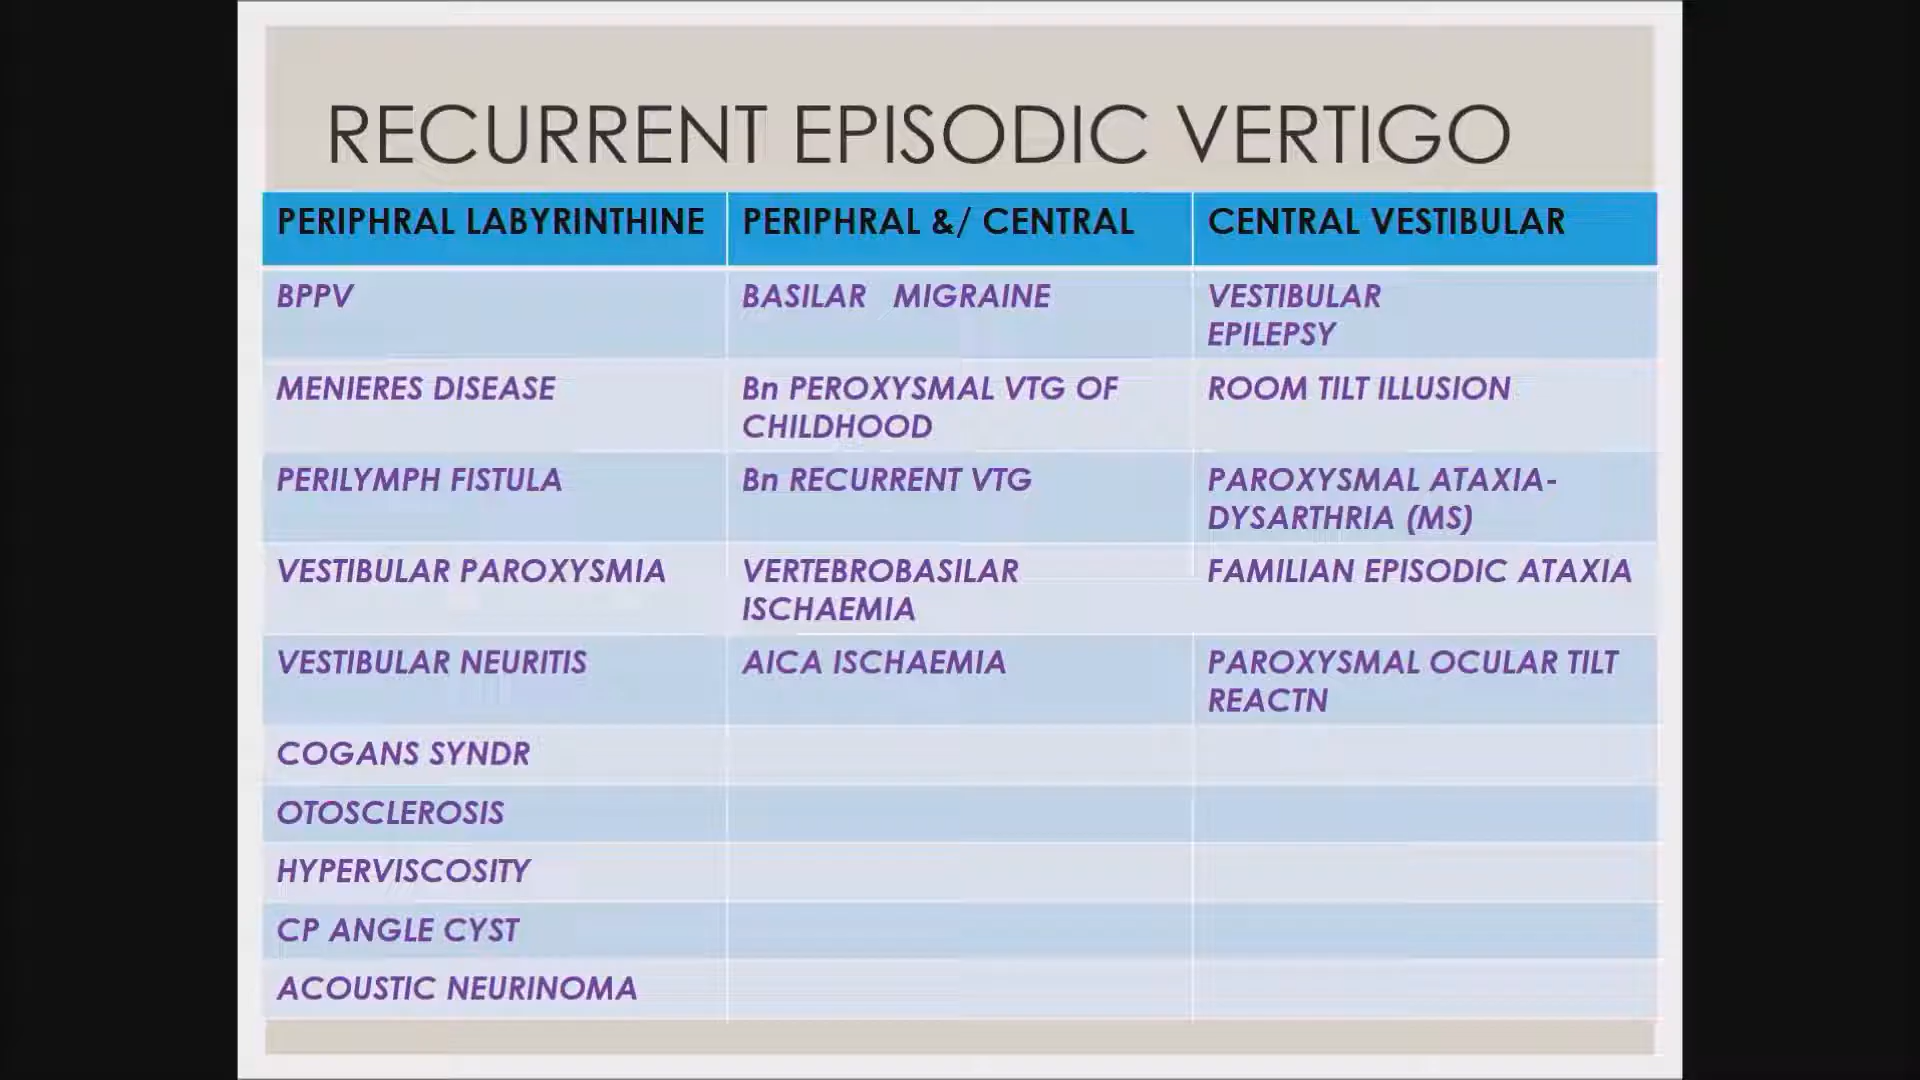 RECURRENT EPISODIC VERTIGO
PERIPHRAL LABYRINTHINE PERIPHRAL &/ CENTRAL CENTRAL VESTIBULAR
BPPV BASILAR MIGRAINE VESTIBULAR
EPILEPSY
MENIERES DISEASE Bn PEROXYSMAL VTG OF ROOM TILT ILLUSION
CHILDHOOD
PERILYMPH FISTULA Bn RECURRENT VTG PAROXYSMAL ATAXIA-
DYSARTHRIA (MS)
VESTIBULAR PAROXYSMIA VERTEBROBASILAR FAMILIAN EPISODIC ATAXIA
ISCHAEMIA
VESTIBULAR NEURITIS AICA ISCHAEMIA PAROXYSMAL OCULAR TILT
REACTN
COGANS SYNDR
OTOSCLEROSIS
HYPERVISCOSITY
CP ANGLE CYST
ACOUSTIC NEURINOMA